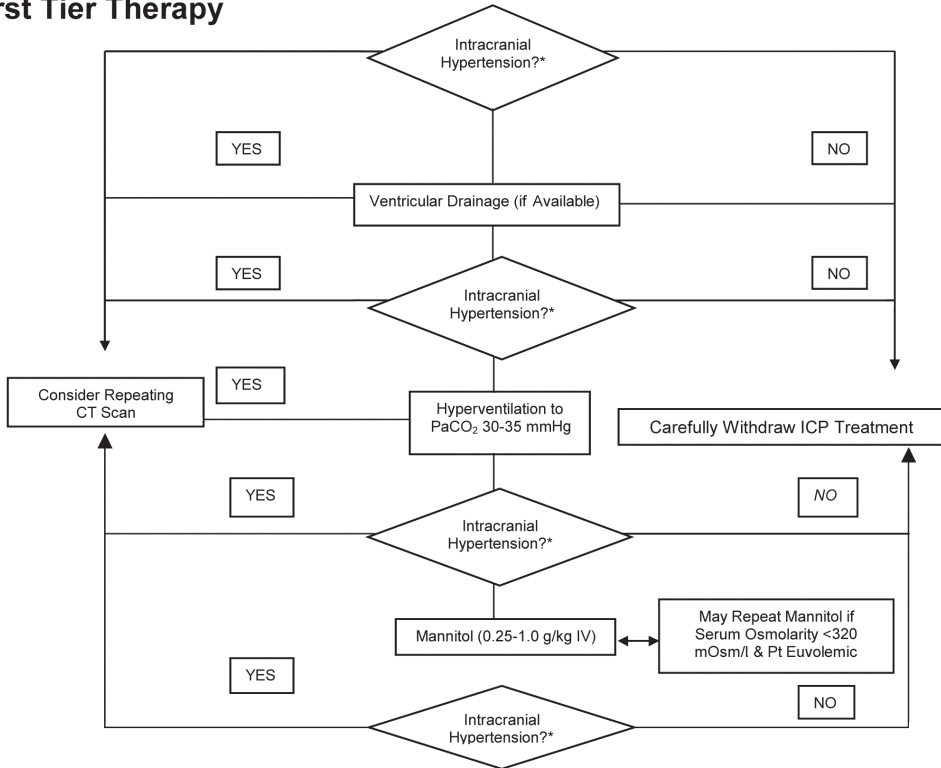 rst Tier Therapy
Intracranial
Hypertension?*
YES
NO
Ventricular Drainage (if Available)
YES
NO
Intracranial
Hypertension?*
Consider Repeating
CT Scan
YES
Hyperventilation to
PaCO₂ 30-35 mmHg
Carefully Withdraw ICP Treatment
YES
NO
Intracranial
Hypertension?*
Mannitol (0.25-1.0 g/kg IV)
May Repeat Mannitol if
Serum Osmolarity <320
mOsm/l & Pt Euvolemic
YES
NO
Intracranial
Hypertension?*